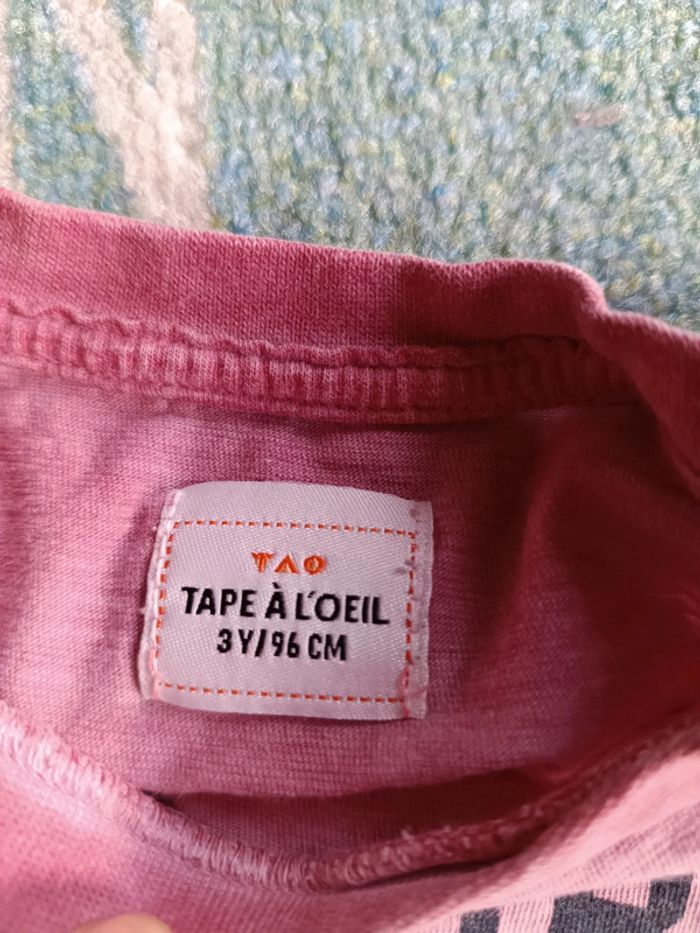 TAO
TAPE À L'OEIL
3Y/96 CM